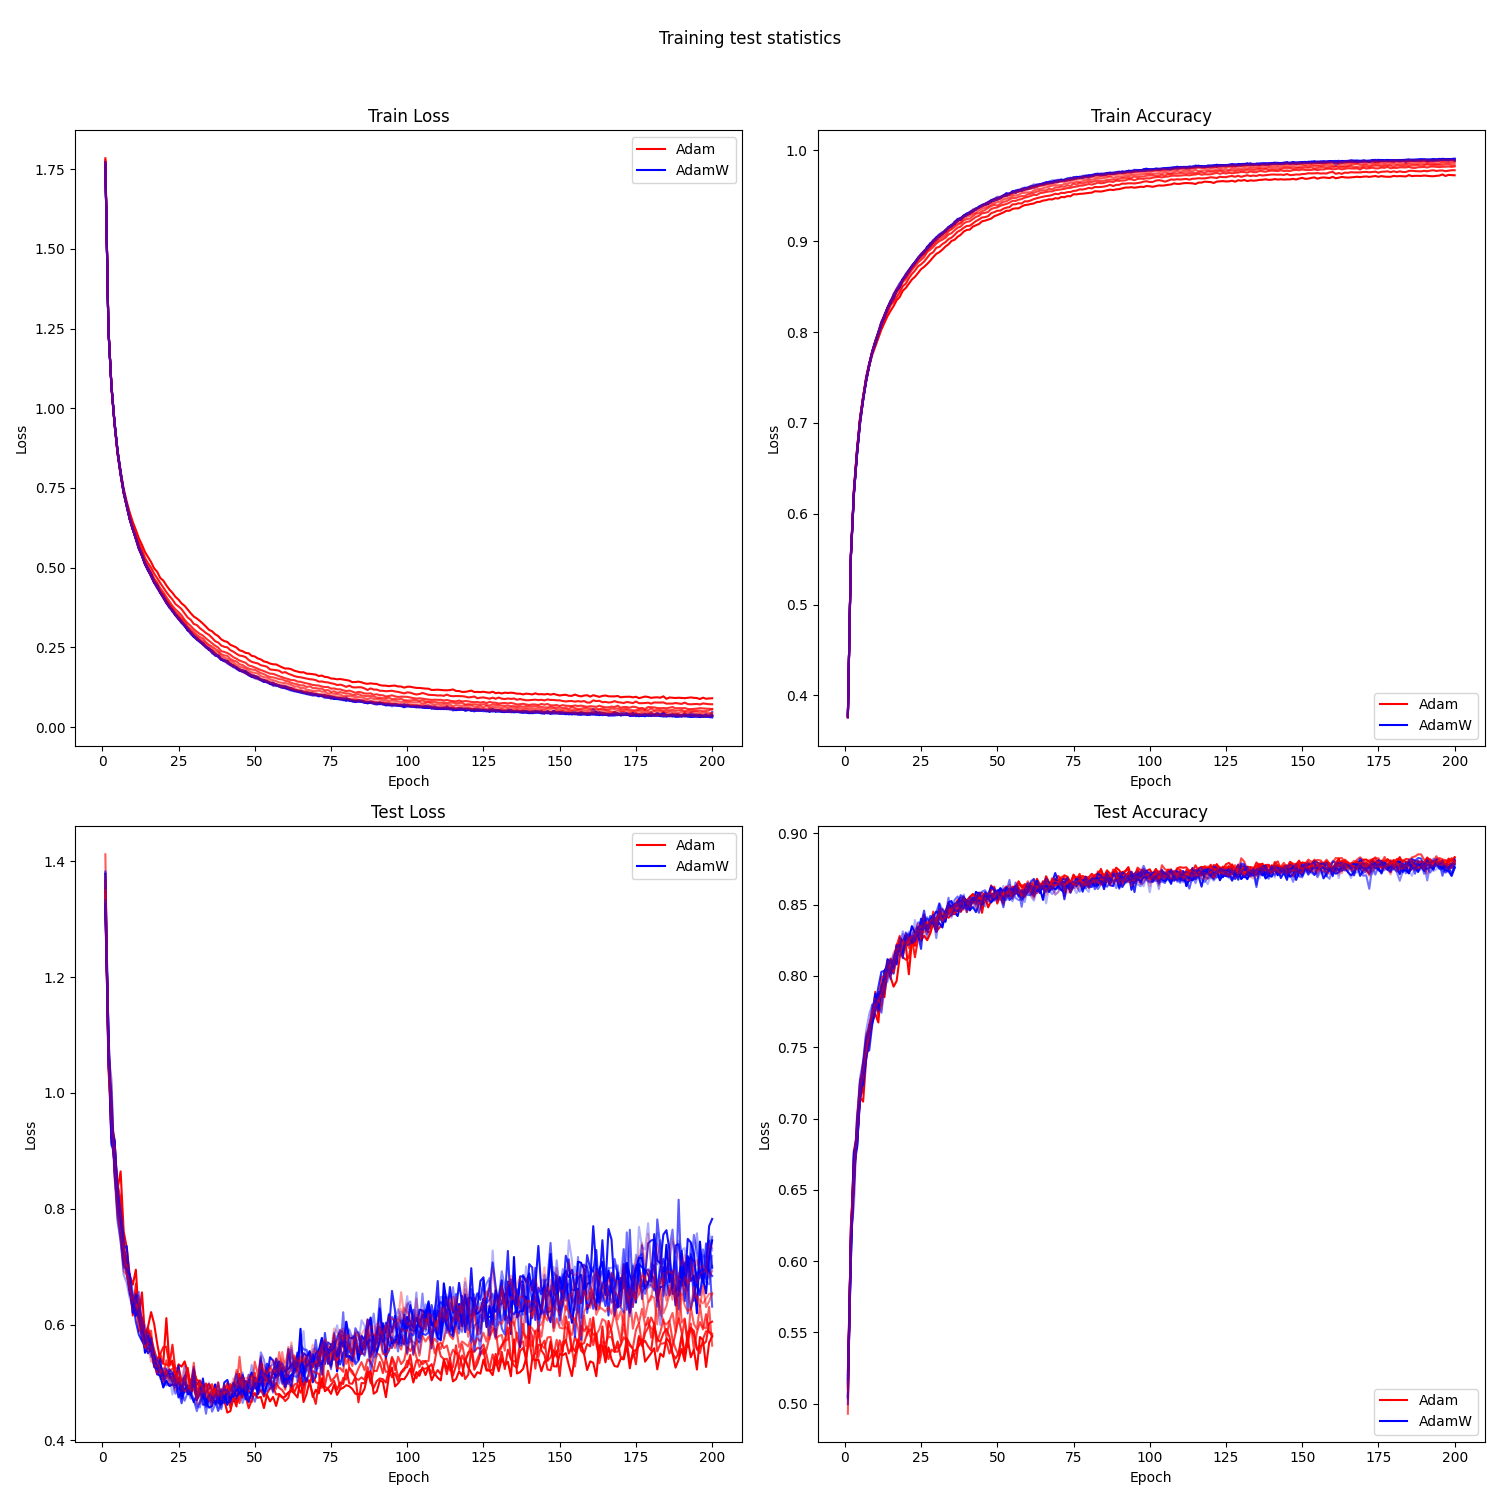 Training test statistics
Train Loss
Adam
AdamW
1.75
1.50
1.25
1.00
0.75
0.50
0.25
0.00
Loss
0 25 50 75 100 125 150 175 200
Epoch
Train Accuracy
1.0
0.9
0.8
0.7
0.6
0.5
0.4
Loss
Adam
AdamW
0 25 50 75 100 125 150 175 200
Epoch
Test Loss
Adam
AdamW
1.4
1.2
1.0
0.8
0.6
0.4
Loss
0 25 50 75 100 125 150 175 200
Epoch
Test Accuracy
0.90
0.85
0.80
0.75
0.70
0.65
0.60
0.55
0.50
Loss
Adam
AdamW
0 25 50 75 100 125 150 175 200
Epoch